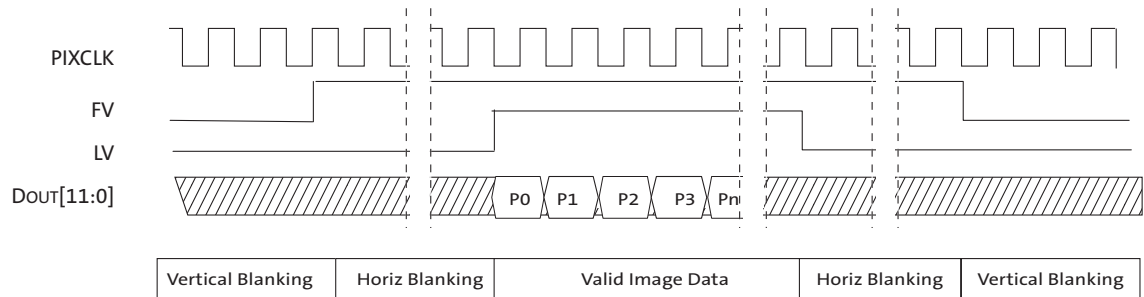 PIXCLK
FV
LV
DOUT[11:0]
P0 P1 P2 P3 Pn
Vertical Blanking Horiz Blanking Valid Image Data Horiz Blanking Vertical Blanking